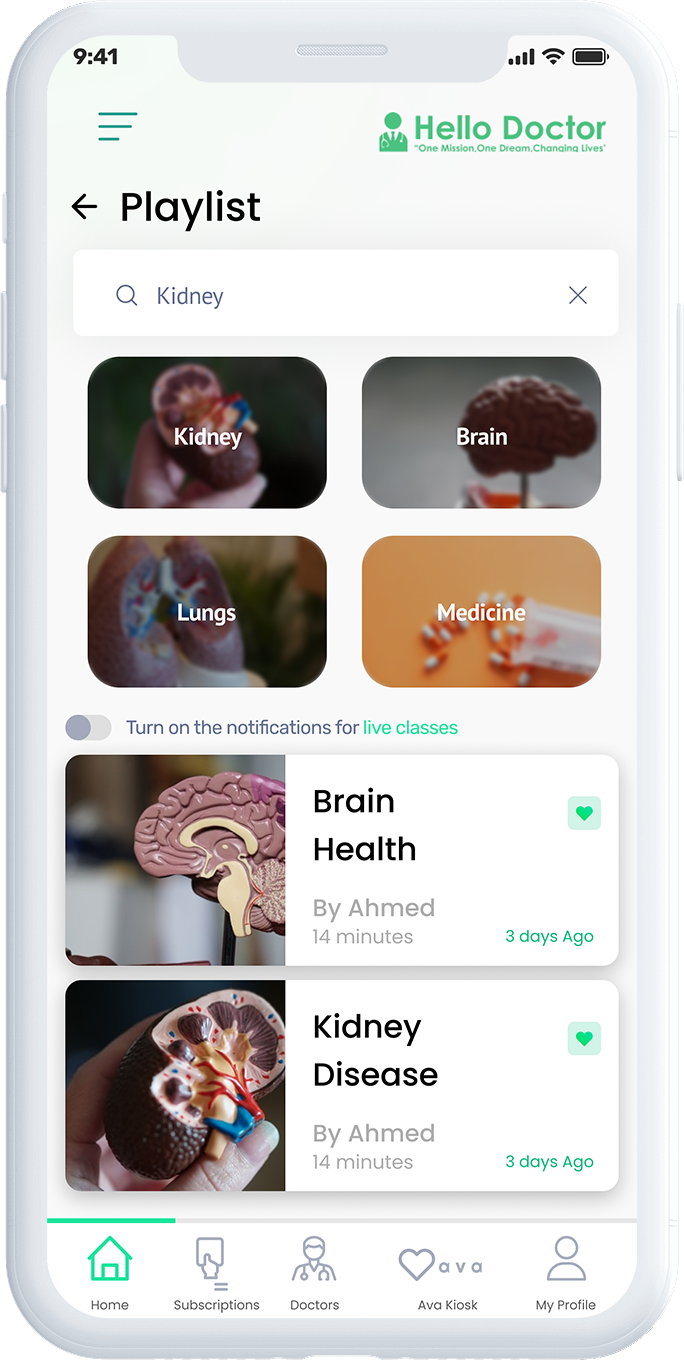 9:41
Hello Doctor
"One Mission.One Dream.Changing Lives"
Playlist
Kidney
Kidney
Brain
Lungs
Medicine
Turn on the notifications for live classes
Brain
Health
By Ahmed
14 minutes
3 days Ago
Kidney
Disease
By Ahmed
14 minutes
3 days Ago
ava
Home
Subscriptions
Doctors
Ava Kiosk
My Profile